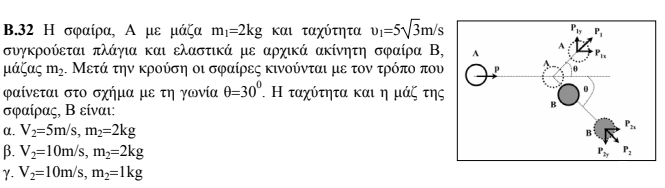 Β.32 Η σφαίρα, Α με μάζα m₁=2kg και ταχύτητα υ₁=5√3m/s
συγκρούεται πλάγια και ελαστικά με αρχικά ακίνητη σφαίρα Β,
μάζας m₂. Μετά την κρούση οι σφαίρες κινούνται με τον τρόπο που
φαίνεται στο σχήμα με τη γωνία θ=30⁰. Η ταχύτητα και η μάζ της
σφαίρας, Β είναι:
α. V₂=5m/s, m₂=2kg
β. V₂=10m/s, m₂=2kg
γ. V₂=10m/s, m₂=1kg
P₁y P₁
A P₁x
A P A θ
θ
B
B P₂x
P₂y P₂